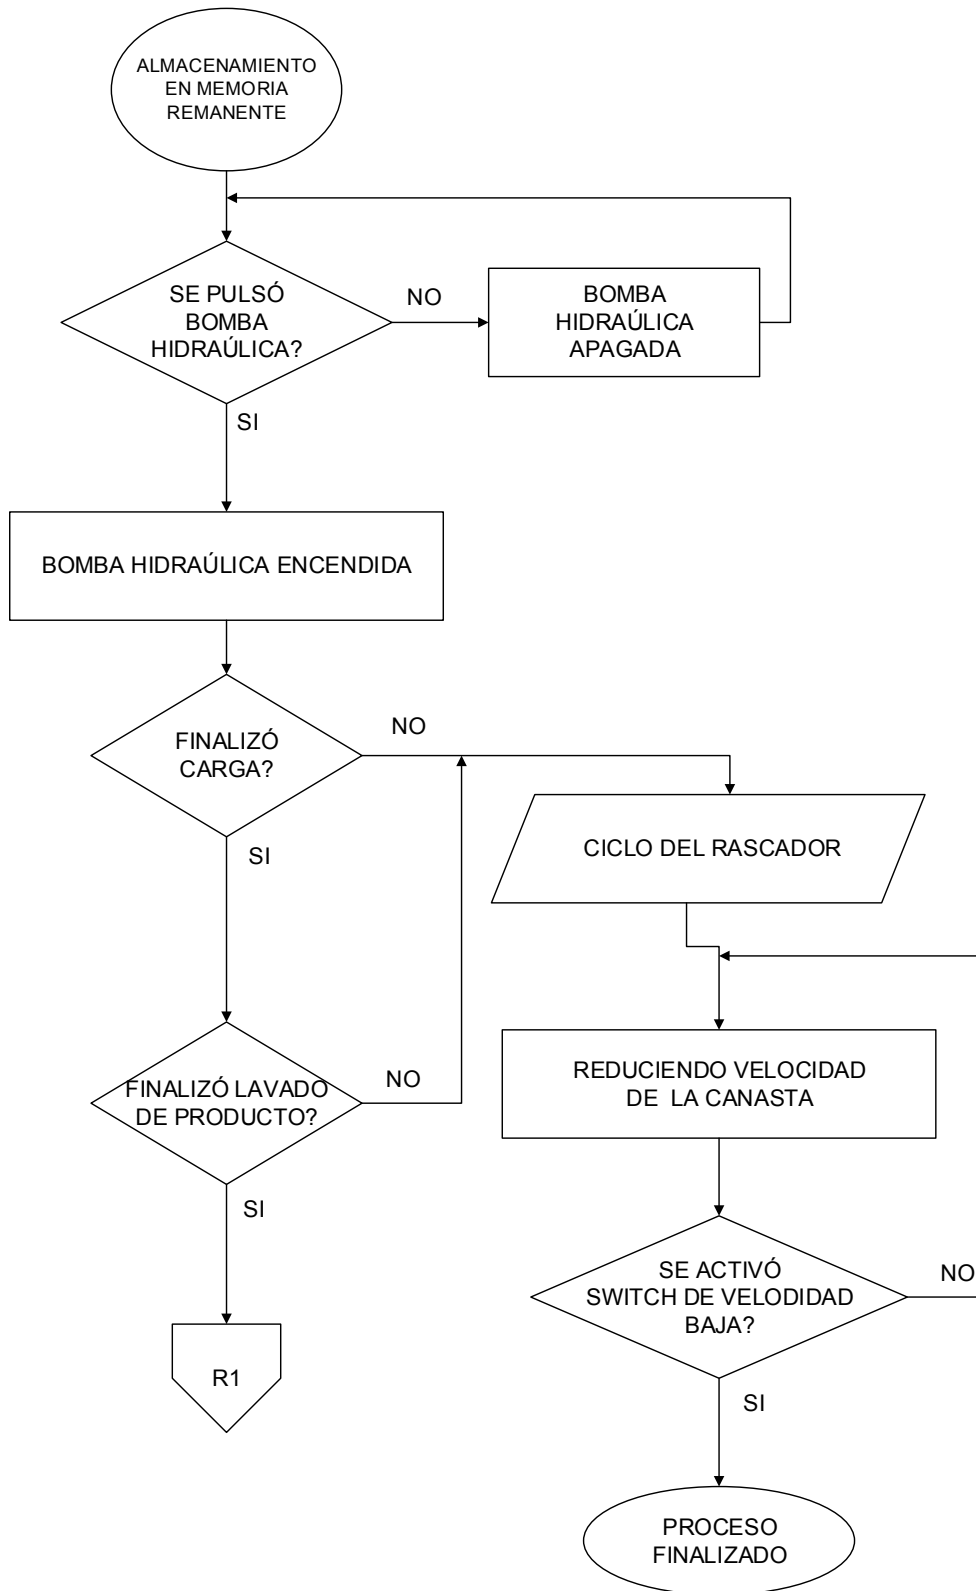 ALMACENAMIENTO
EN MEMORIA
REMANENTE
SE PULSÓ
BOMBA
HIDRAÚLICA?
NO
BOMBA
HIDRAÚLICA
APAGADA
SI
BOMBA HIDRAÚLICA ENCENDIDA
FINALIZÓ
CARGA?
NO
SI
CICLO DEL RASCADOR
FINALIZÓ LAVADO
DE PRODUCTO?
NO
SI
R1
REDUCIENDO VELOCIDAD
DE LA CANASTA
SE ACTIVÓ
SWITCH DE VELODIDAD
BAJA?
NO
SI
PROCESO
FINALIZADO